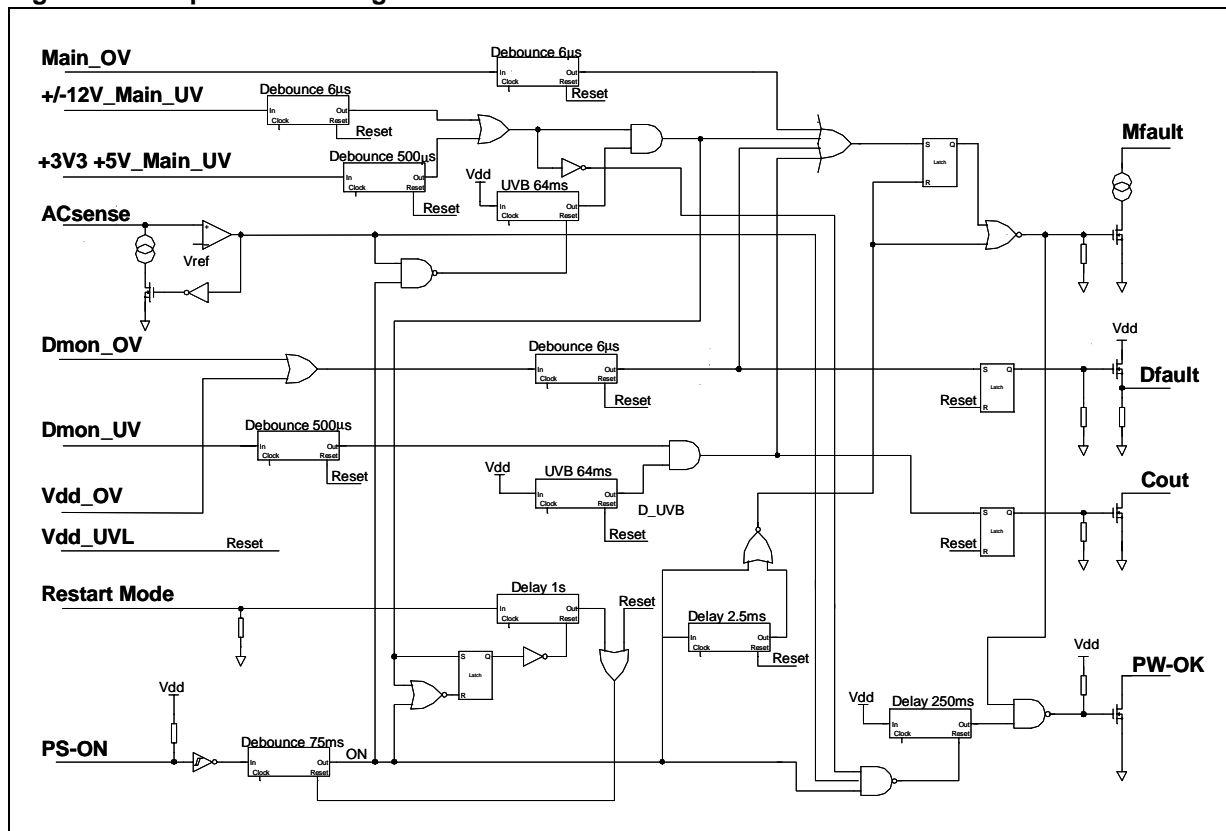 Main_OV
Debounce 6μs
In
Out
Clock
Reset
Reset
+/-12V_Main_UV
Debounce 6μs
In
Out
Clock
Reset
Reset
+3V3 +5V_Main_UV
Debounce 500μs
In
Out
Clock
Reset
Reset
Vdd
UVB 64ms
In
Out
Clock
Reset
S
Q
Latch
R
Mfault
ACsense
+
Vref
Dmon_OV
Debounce 6μs
In
Out
Clock
Reset
Reset
S
Q
Latch
Reset
R
Vdd
Dfault
Dmon_UV
Debounce 500μs
In
Out
Clock
Reset
Reset
Vdd
UVB 64ms
In
Out
Clock
Reset
D_UVB
Reset
S
Q
Latch
Reset
R
Cout
Vdd_OV
Vdd_UVL
Reset
Restart Mode
Delay 1s
In
Out
Clock
Reset
Reset
S
Q
Latch
R
Delay 2.5ms
In
Out
Clock
Reset
Reset
Vdd
Delay 250ms
In
Out
Clock
Reset
Vdd
PW-OK
Vdd
PS-ON
Debounce 75ms
In
Out
Clock
Reset
ON